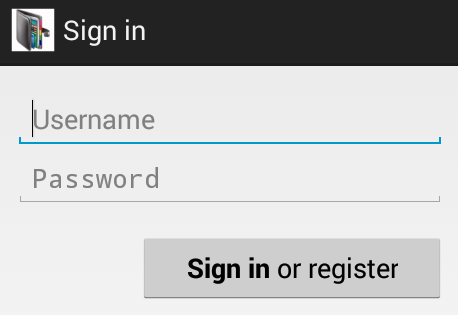 Sign in
Username
Password
Sign in or register